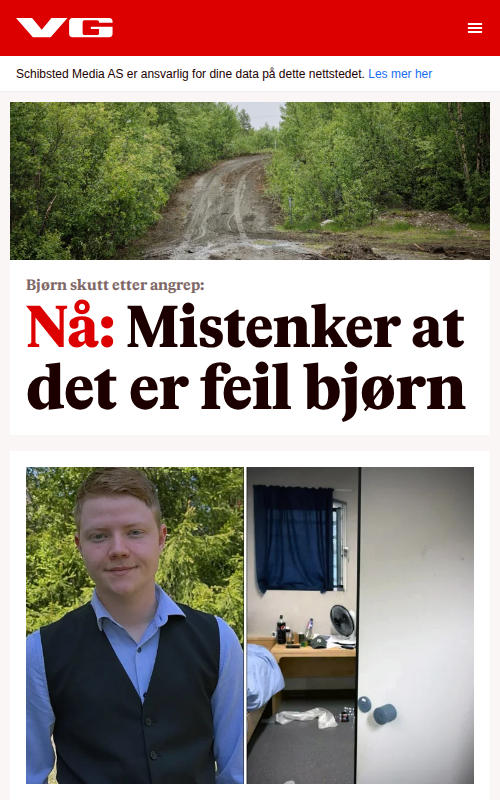 VG
Schibsted Media AS er ansvarlig for dine data på dette nettstedet. Les mer her
Bjørn skutt etter angrep:
Nå: Mistenker at
det er feil bjørn